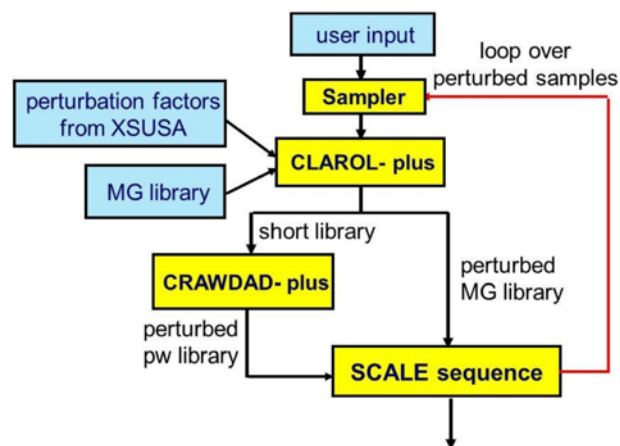 user input
loop over
perturbed samples
Sampler
perturbation factors
from XSUSA
CLAROL- plus
MG library
short library
CRAWDAD- plus
perturbed
MG library
perturbed
pw library
SCALE sequence